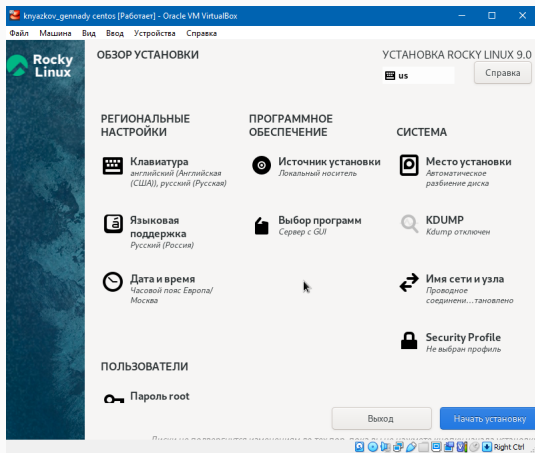 knyazkov_gennady centos [Работает] - Oracle VM VirtualBox
Файл Машина Вид Ввод Устройства Справка
Rocky
Linux
ОБЗОР УСТАНОВКИ
УСТАНОВКА ROCKY LINUX 9.0
us
Справка
РЕГИОНАЛЬНЫЕ
НАСТРОЙКИ
Клавиатура
английский (Английская
(США)), русский (Русская)
Языковая
поддержка
Русский (Россия)
Дата и время
Часовой пояс Европа/
Москва
ПРОГРАММНОЕ
ОБЕСПЕЧЕНИЕ
Источник установки
Локальный носитель
Выбор программ
Сервер с GUI
СИСТЕМА
Место установки
Автоматическое
разбиение диска
KDUMP
Kdump отключен
Имя сети и узла
Проводное
соединени...тановлено
Security Profile
Не выбран профиль
ПОЛЬЗОВАТЕЛИ
Пароль root
Выход
Начать установку
Right Ctrl